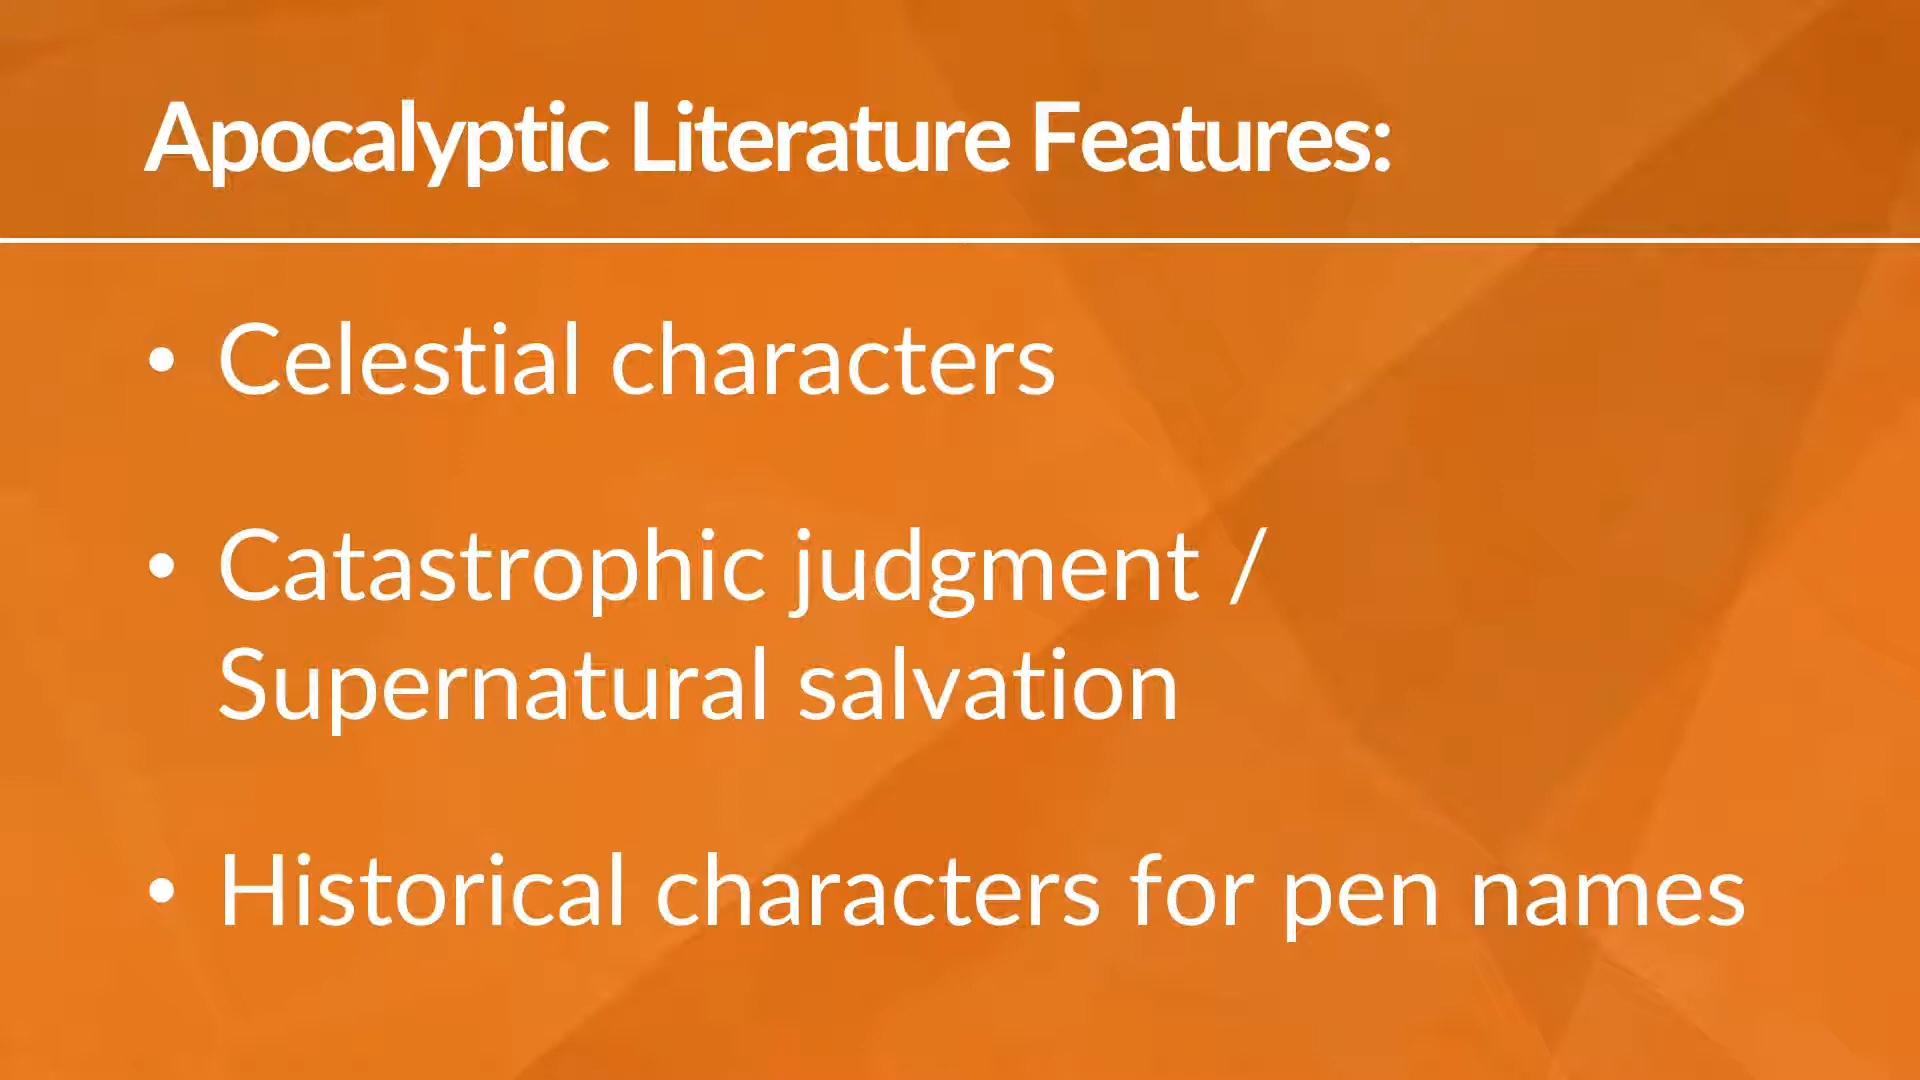 Apocalyptic Literature Features:
• Celestial characters
• Catastrophic judgment /
Supernatural salvation
• Historical characters for pen names